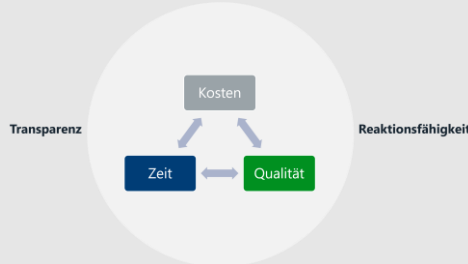 Kosten
Transparenz
Reaktionsfähigkeit
Zeit
Qualität